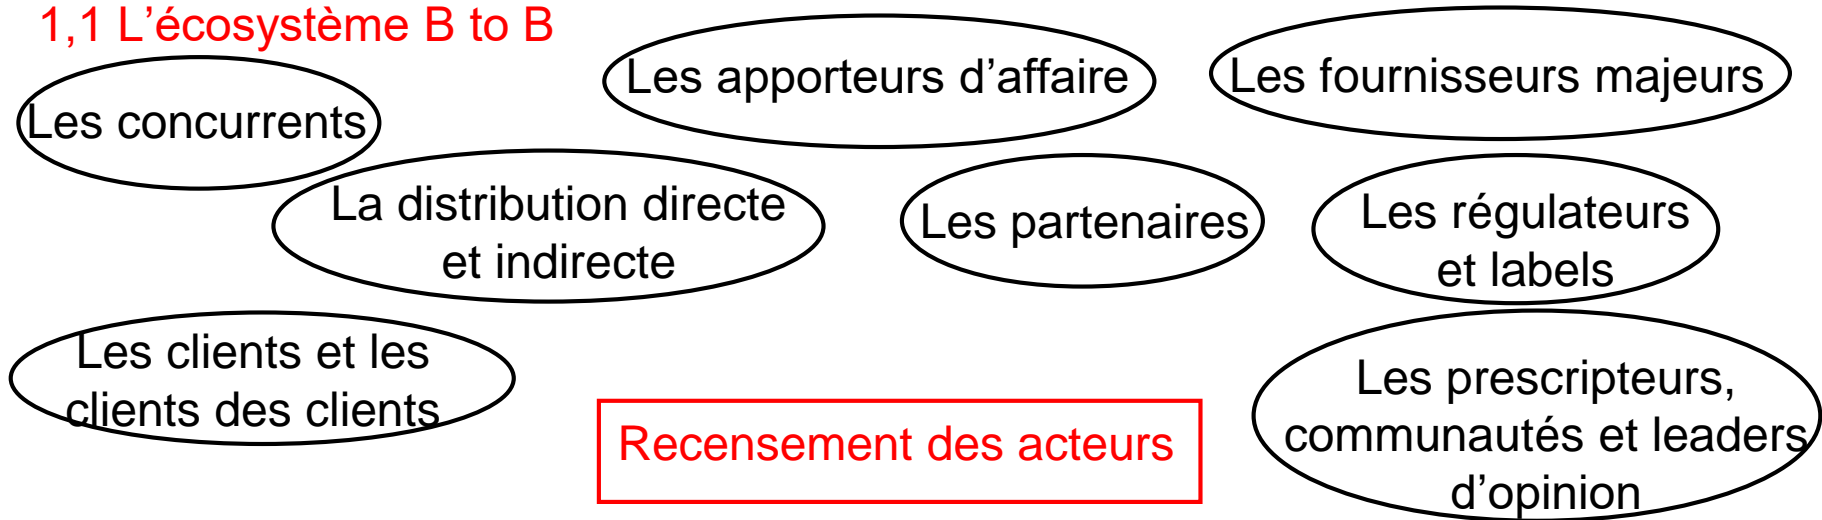 1,1 L’écosystème B to B
Les apporteurs d’affaire
Les fournisseurs majeurs
Les concurrents
La distribution directe
et indirecte
Les partenaires
Les régulateurs
et labels
Les clients et les
clients des clients
Recensement des acteurs
Les prescripteurs,
communautés et leaders
d’opinion